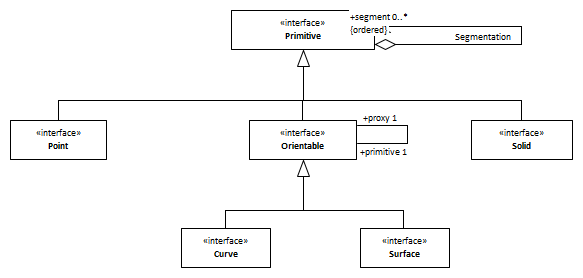 «interface»
Primitive
+segment 0..*
{ordered}
Segmentation
«interface»
Point
«interface»
Orientable
+proxy 1
+primitive 1
«interface»
Solid
«interface»
Curve
«interface»
Surface